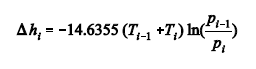 Δh_i = −14.6355 (T_{i−1} + T_i) ln(p_{i−1}/p_i)